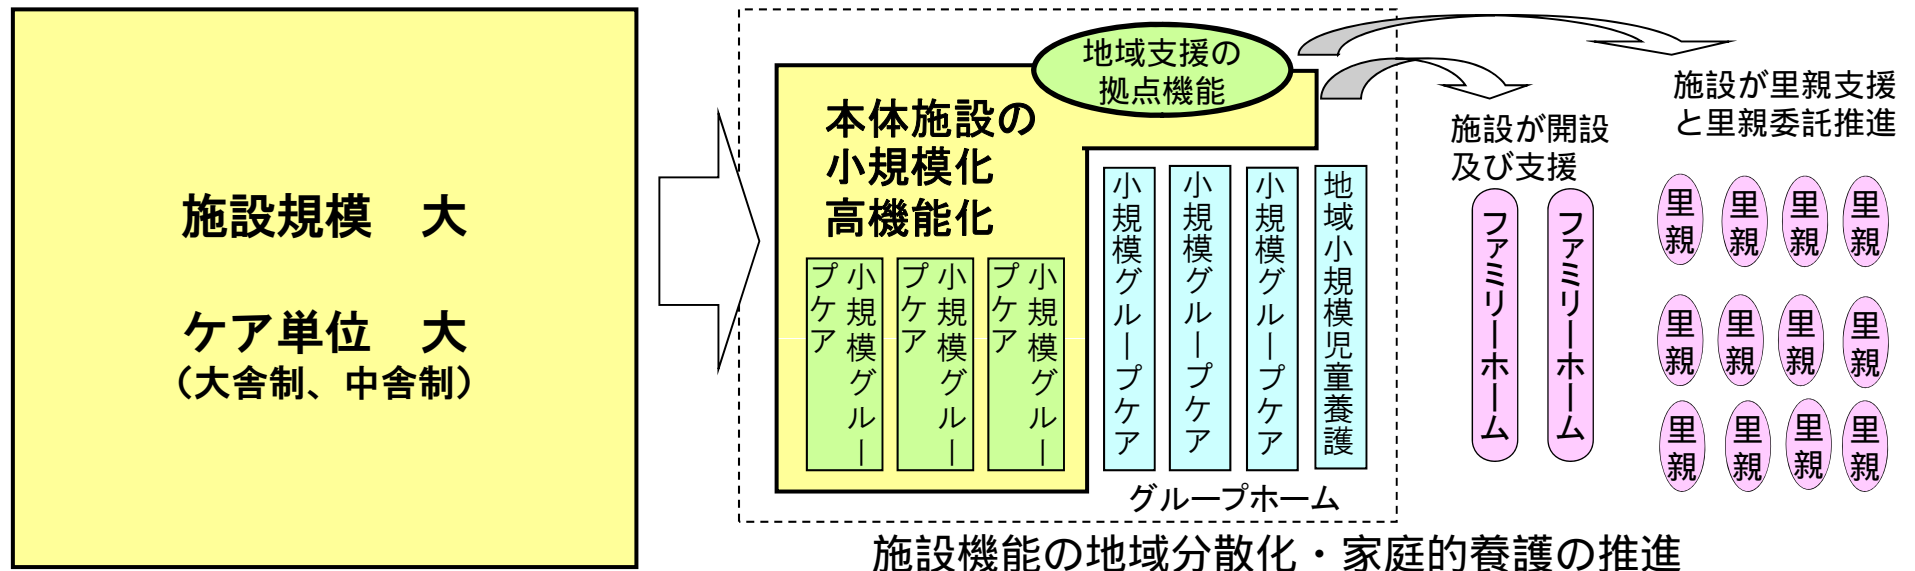 施設規模　大
ケア単位　大
（大舎制、中舎制）
地域支援の
拠点機能
本体施設の
小規模化
高機能化
小規模グルー
プケア
小規模グルー
プケア
小規模グルー
プケア
小規模グループケア
小規模グループケア
小規模グループケア
地域小規模児童養護
グループホーム
施設が開設
及び支援
ファミリーホーム
ファミリーホーム
施設が里親支援
と里親委託推進
里親
里親
里親
里親
里親
里親
里親
里親
里親
里親
里親
里親
施設機能の地域分散化・家庭的養護の推進